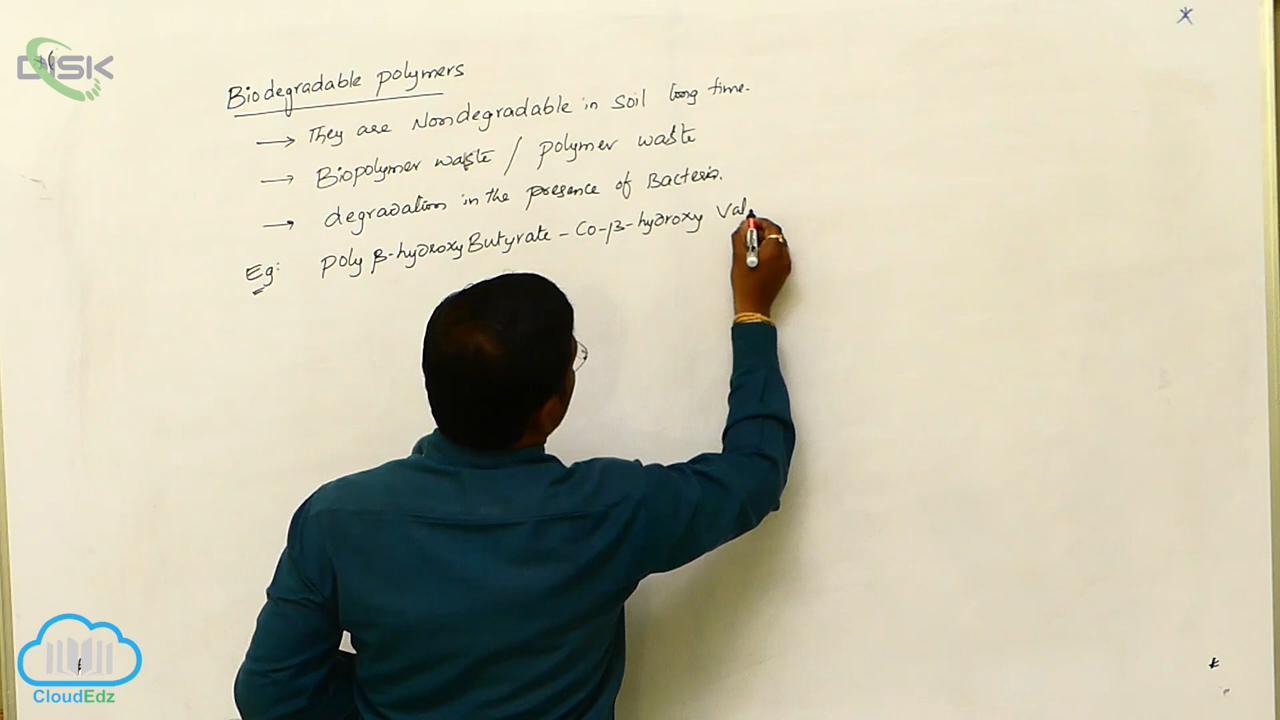 DISK
Biodegradable polymers
→ They are Nondegradable in soil long time.
→ Biopolymer waste / polymer waste
→ degradation in the presence of Bacteria.
Eg: poly β-hydroxy Butyrate - Co-β-hydroxy Val
CloudEdz